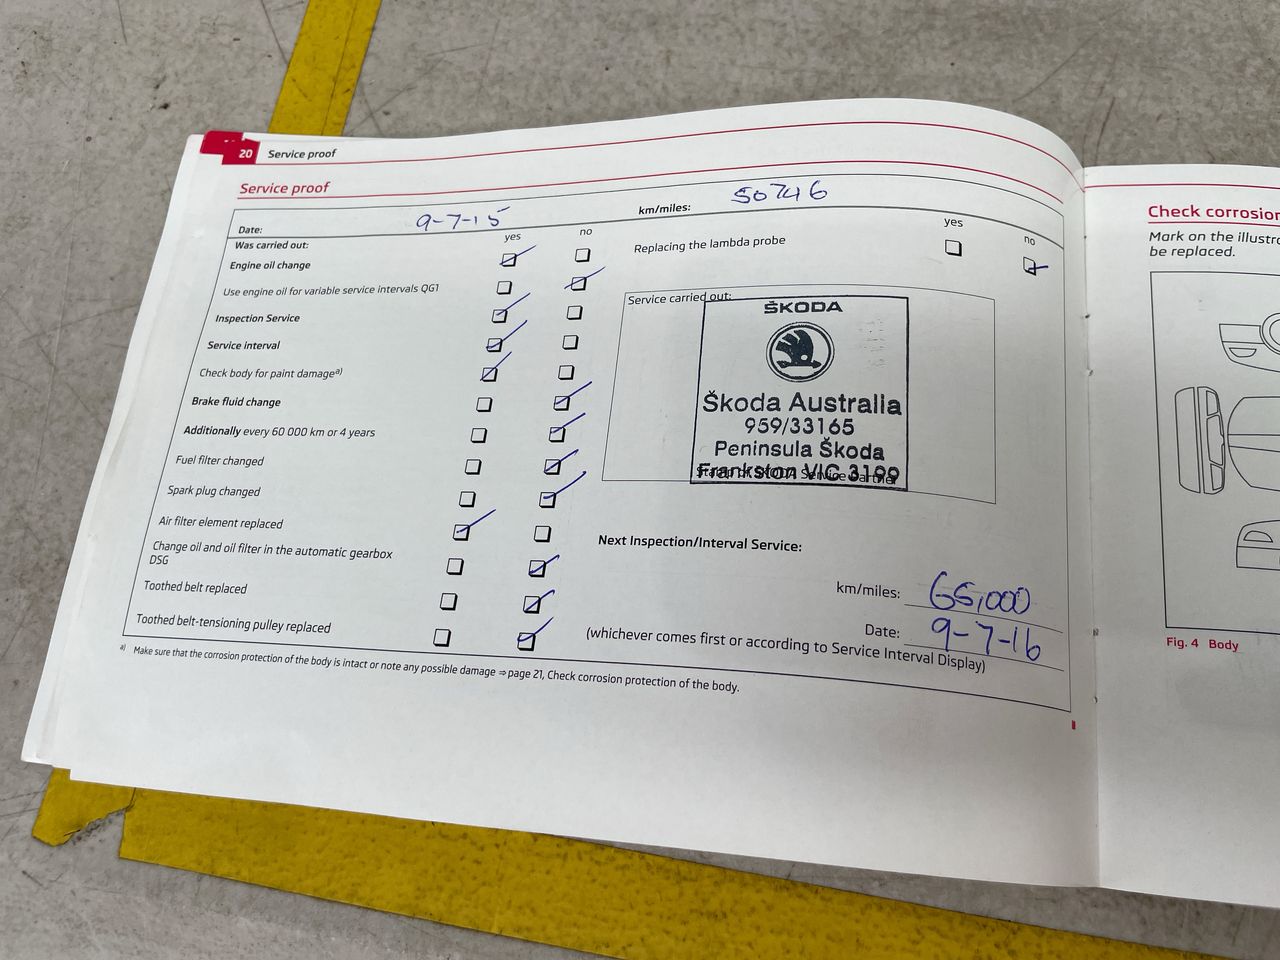 20 Service proof
Service proof
Date: 9-7-15 km/miles: 50746
Was carried out: yes no yes no
Engine oil change
Replacing the lambda probe
Use engine oil for variable service intervals QG1
Inspection Service
Service interval
Check body for paint damage a)
Brake fluid change
Additionally every 60 000 km or 4 years
Fuel filter changed
Spark plug changed
Air filter element replaced
Change oil and oil filter in the automatic gearbox
DSG
Toothed belt replaced
Toothed belt-tensioning pulley replaced
Service carried out:
ŠKODA
Škoda Australia
959/33165
Peninsula Škoda
Frankston VIC 3199
Stamp of ŠKODA Service Partner
Next Inspection/Interval Service:
km/miles: 65,000
Date: 9-7-16
(whichever comes first or according to Service Interval Display)
a) Make sure that the corrosion protection of the body is intact or note any possible damage ⇒ page 21, Check corrosion protection of the body.
Check corrosion
Mark on the illustra
be replaced.
Fig. 4 Body